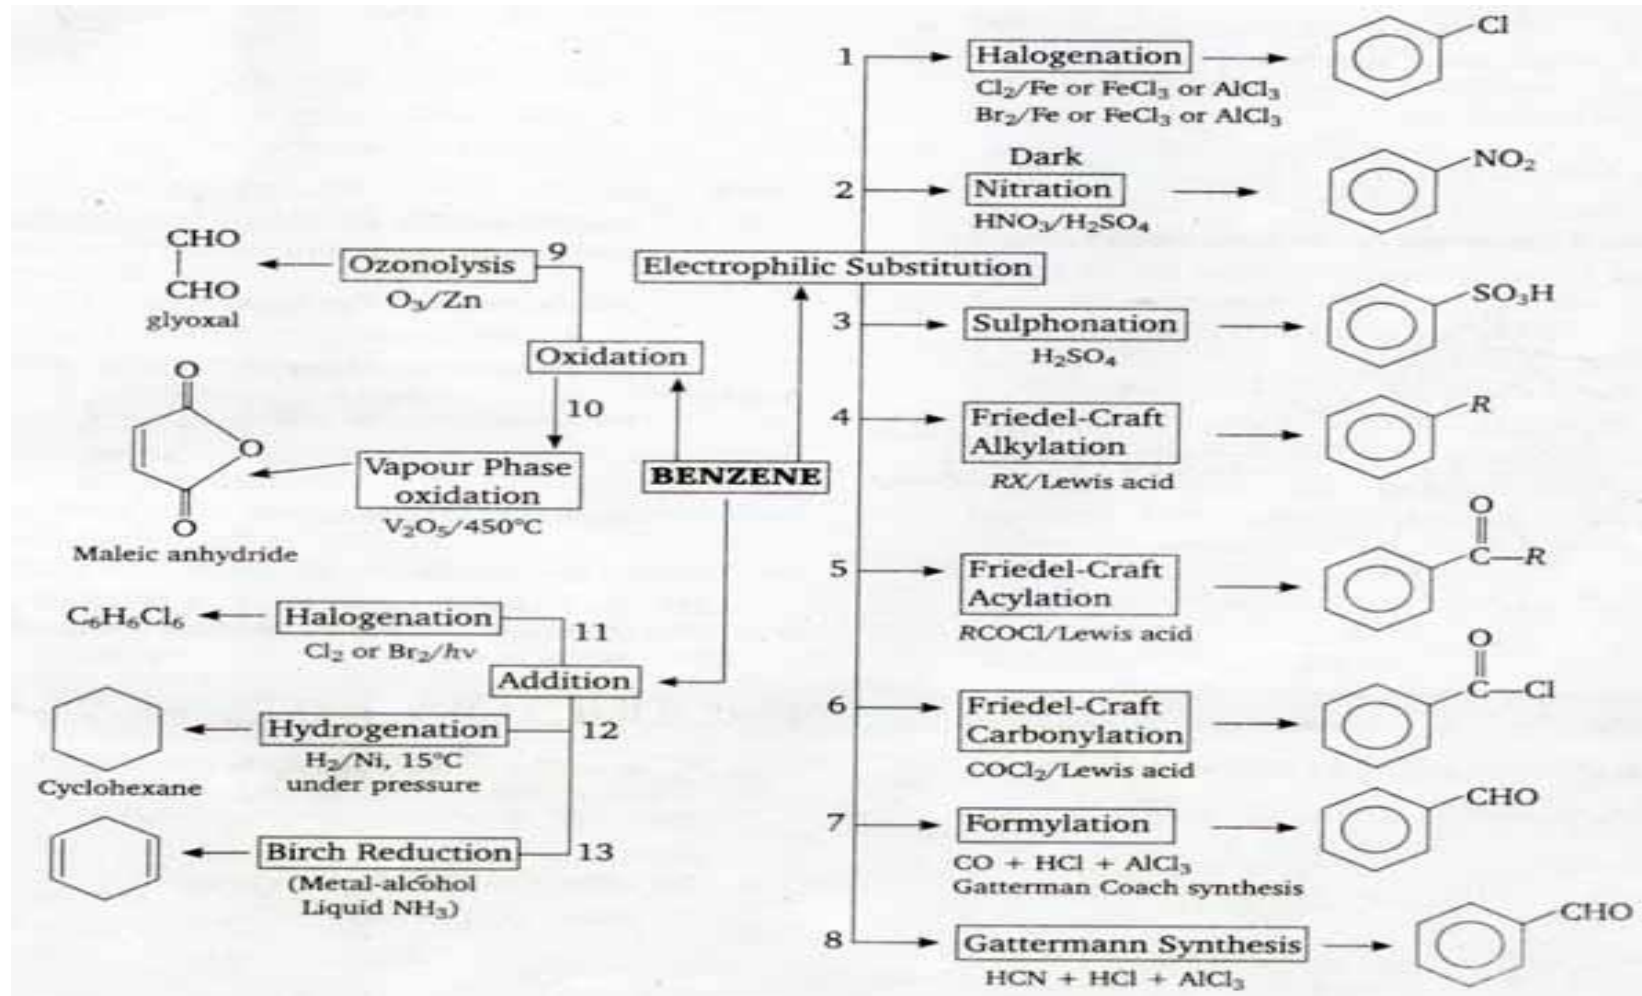 1
Halogenation
Cl
Cl₂/Fe or FeCl₃ or AlCl₃
Br₂/Fe or FeCl₃ or AlCl₃
Dark
2
Nitration
NO₂
HNO₃/H₂SO₄
Electrophilic Substitution
3
Sulphonation
SO₃H
H₂SO₄
4
Friedel-Craft
Alkylation
R
RX/Lewis acid
5
Friedel-Craft
Acylation
O
C—R
RCOCl/Lewis acid
6
Friedel-Craft
Carbonylation
O
C—Cl
COCl₂/Lewis acid
7
Formylation
CHO
CO + HCl + AlCl₃
Gatterman Coach synthesis
8
Gattermann Synthesis
CHO
HCN + HCl + AlCl₃
BENZENE
Oxidation
9
Ozonolysis
O₃/Zn
CHO
CHO
glyoxal
10
Vapour Phase
oxidation
V₂O₅/450°C
O
O
O
Maleic anhydride
Addition
11
Halogenation
C₆H₆Cl₆
Cl₂ or Br₂/hν
12
Hydrogenation
H₂/Ni, 15°C
under pressure
Cyclohexane
13
Birch Reduction
(Metal-alcohol
Liquid NH₃)